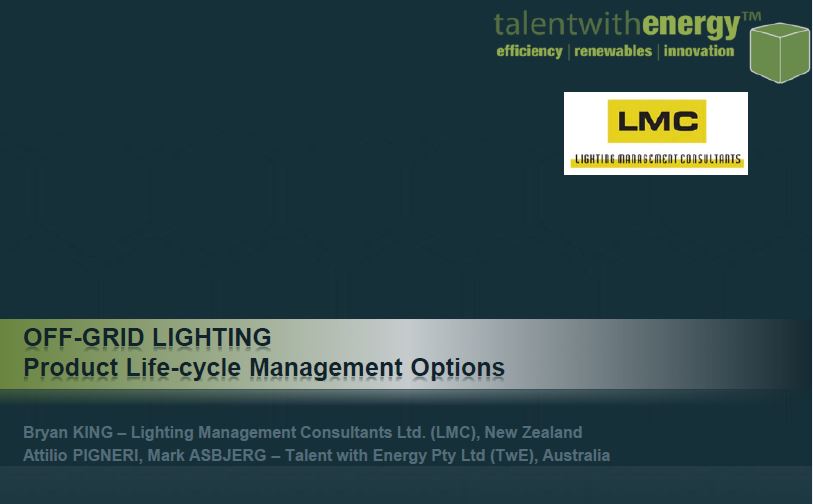 talentwithenergy™
efficiency | renewables | innovation
LMC
LIGHTING MANAGEMENT CONSULTANTS
OFF-GRID LIGHTING
Product Life-cycle Management Options
Bryan KING – Lighting Management Consultants Ltd. (LMC), New Zealand
Attilio PIGNERI, Mark ASBJERG – Talent with Energy Pty Ltd (TwE), Australia